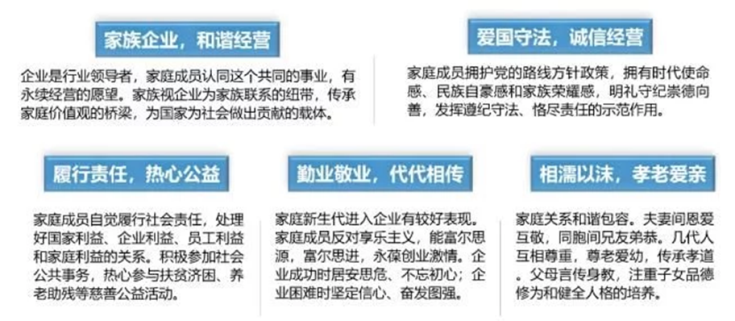 家族企业，和谐经营
企业是行业领导者，家庭成员认同这个共同的事业，有
永续经营的愿望。家族视企业为家族联系的纽带，传承
家庭价值观的桥梁，为国家为社会做出贡献的载体。
爱国守法，诚信经营
家庭成员拥护党的路线方针政策，拥有时代使命
感、民族自豪感和家族荣耀感，明礼守纪崇德向
善，发挥遵纪守法、恪尽责任的示范作用。
履行责任，热心公益
家庭成员自觉履行社会责任，处理
好国家利益、企业利益、员工利益
和家庭利益的关系。积极参加社会
公共事务，热心参与扶贫济困、养
老助残等慈善公益活动。
勤业敬业，代代相传
家庭新生代进入企业有较好表现。
家庭成员反对享乐主义，能富尔思
源，富尔思进，永葆创业激情。企
业成功时居安思危、不忘初心；企
业困难时坚定信心、奋发图强。
相濡以沫，孝老爱亲
家庭关系和谐包容。夫妻间恩爱
互敬，同胞间兄友弟恭。几代人
互相尊重，尊老爱幼，传承孝道
。父母言传身教，注重子女品德
修为和健全人格的培养。